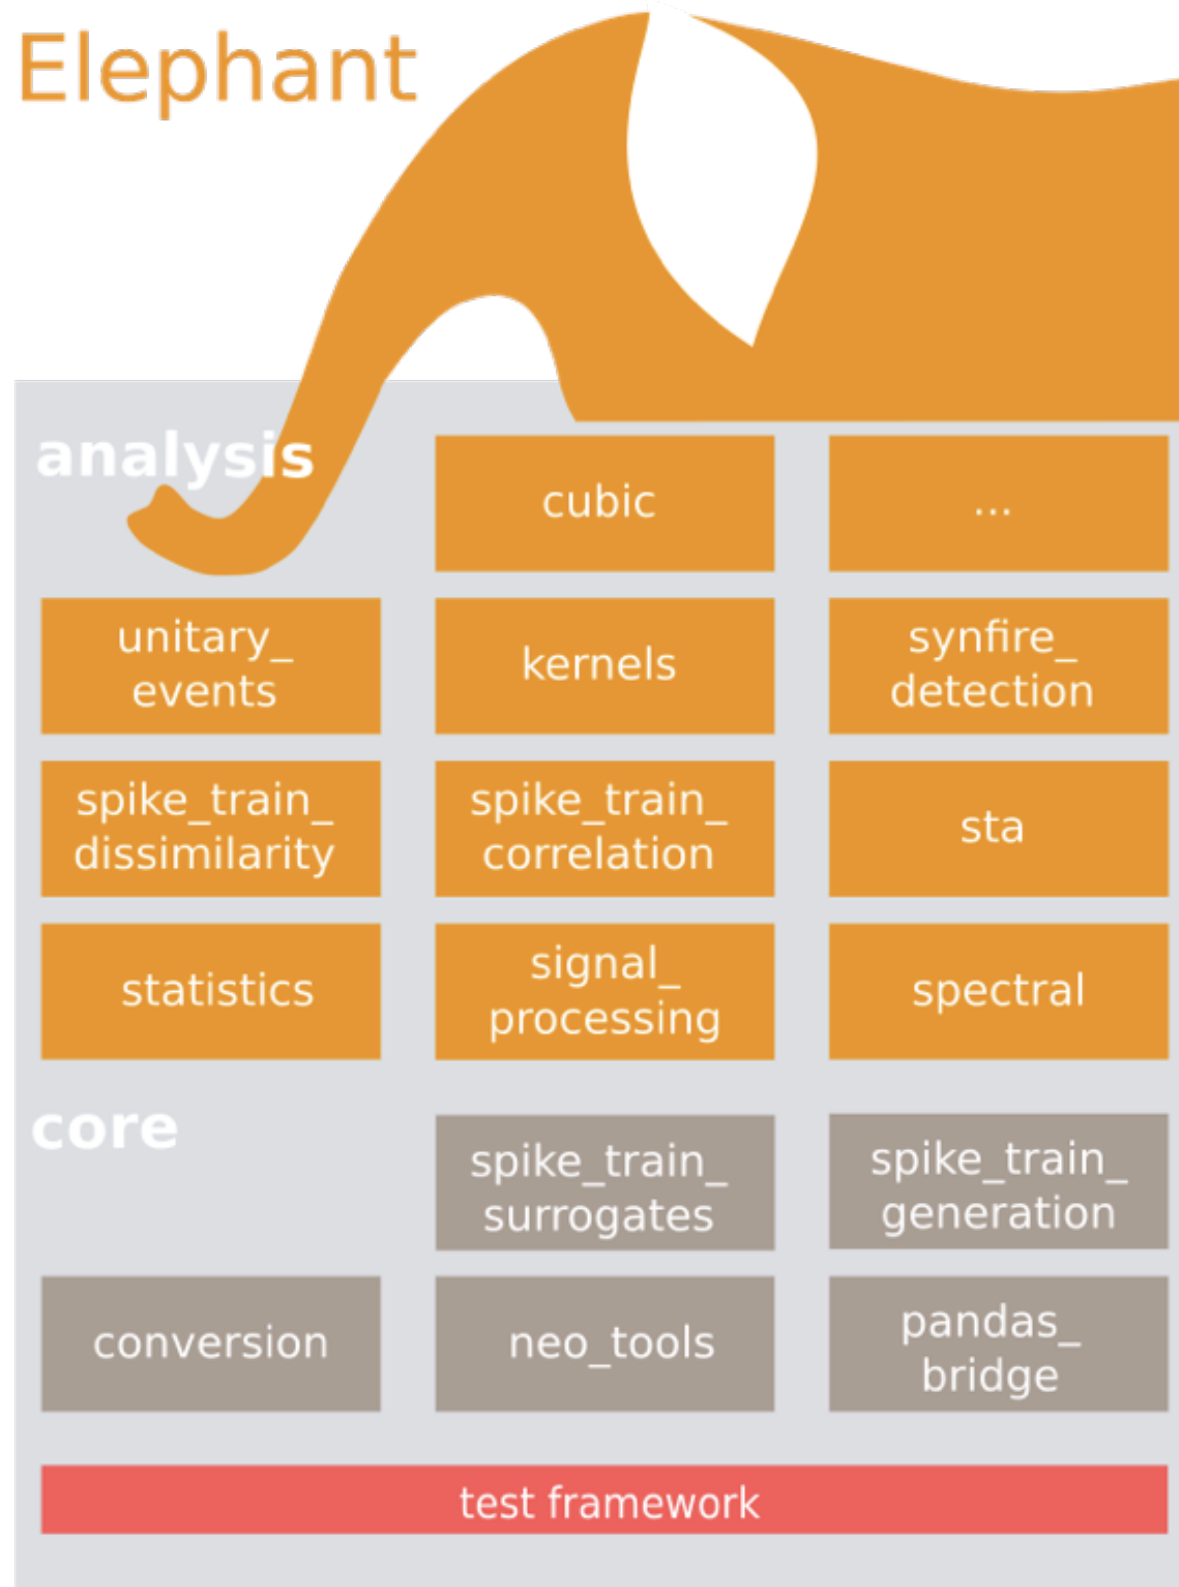 Elephant
analysis
cubic
...
unitary_
events
kernels
synfire_
detection
spike_train_
dissimilarity
spike_train_
correlation
sta
statistics
signal_
processing
spectral
core
spike_train_
surrogates
spike_train_
generation
conversion
neo_tools
pandas_
bridge
test framework